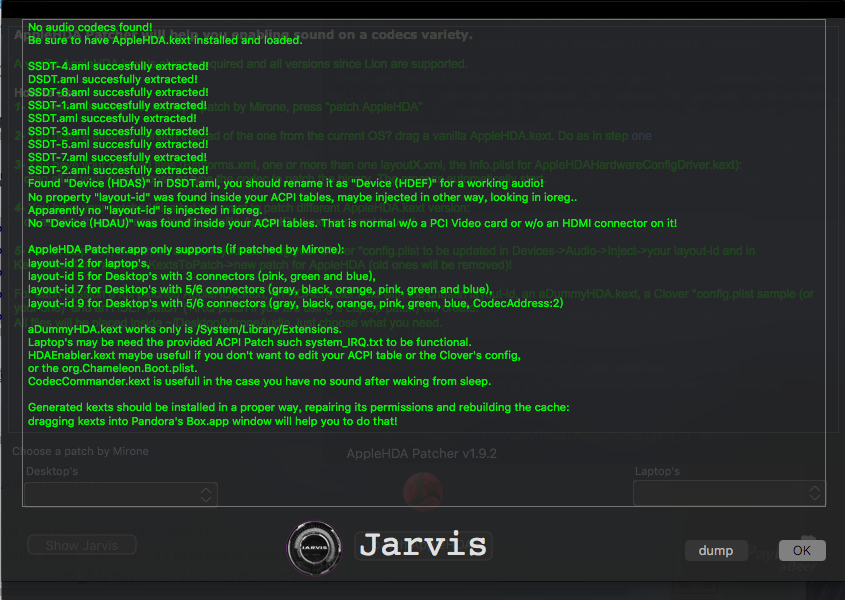 No audio codecs found!
Be sure to have AppleHDA.kext installed and loaded.
SSDT-4.aml succesfully extracted!
DSDT.aml succesfully extracted!
SSDT-6.aml succesfully extracted!
SSDT-1.aml succesfully extracted!
SSDT.aml succesfully extracted!
SSDT-3.aml succesfully extracted!
SSDT-5.aml succesfully extracted!
SSDT-7.aml succesfully extracted!
SSDT-2.aml succesfully extracted!
Found "Device (HDAS)" in DSDT.aml, you should rename it as "Device (HDEF)" for a working audio!
No property "layout-id" was found inside your ACPI tables, maybe injected in other way, looking in ioreg..
Apparently no "layout-id" is injected in ioreg.
No "Device (HDAU)" was found inside your ACPI tables. That is normal w/o a PCI Video card or w/o an HDMI connector on it!
AppleHDA Patcher.app only supports (if patched by Mirone):
layout-id 2 for laptop's,
layout-id 5 for Desktop's with 3 connectors (pink, green and blue),
layout-id 7 for Desktop's with 5/6 connectors (gray, black, orange, pink, green and blue),
layout-id 9 for Desktop's with 5/6 connectors (gray, black, orange, pink, green, blue, CodecAddress:2)
aDummyHDA.kext works only is /System/Library/Extensions.
Laptop's may be need the provided ACPI Patch such system_IRQ.txt to be functional.
HDAEnabler.kext maybe usefull if you don't want to edit your ACPI table or the Clover's config,
or the org.Chameleon.Boot.plist.
CodecCommander.kext is usefull in the case you have no sound after waking from sleep.
Generated kexts should be installed in a proper way, repairing its permissions and rebuilding the cache:
dragging kexts into Pandora's Box.app window will help you to do that!
Choose a patch by Mirone
AppleHDA Patcher v1.9.2
Desktop's
Laptop's
Show Jarvis
JARVIS
Jarvis
dump
OK